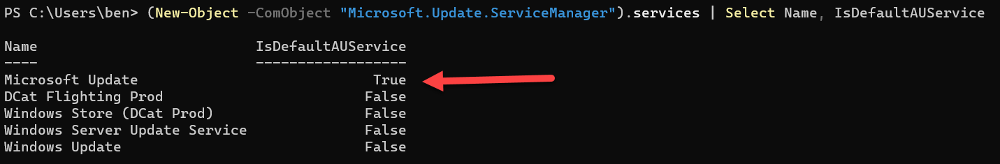 PS C:\Users\ben> (New-Object -ComObject "Microsoft.Update.ServiceManager").services | Select Name, IsDefaultAUService
Name IsDefaultAUService
---- ------------------
Microsoft Update True
DCat Flighting Prod False
Windows Store (DCat Prod) False
Windows Server Update Service False
Windows Update False